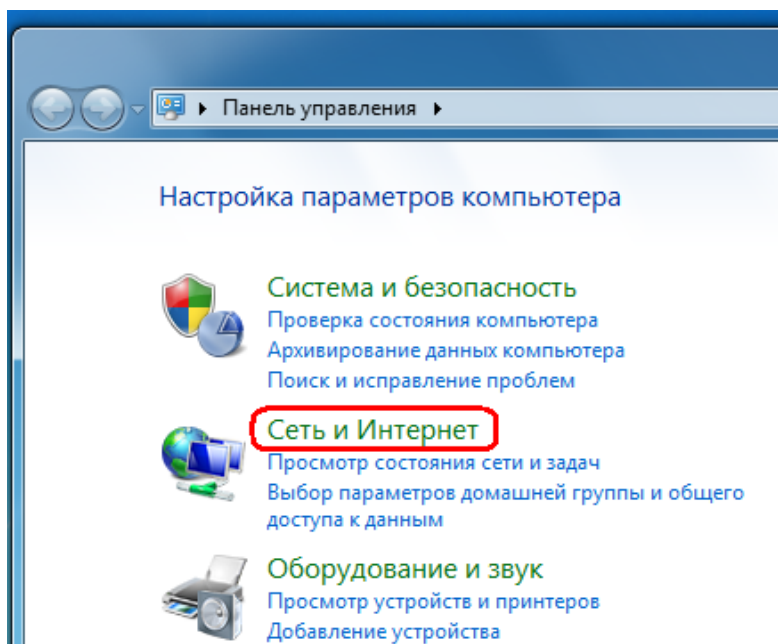 Панель управления
Настройка параметров компьютера
Система и безопасность
Проверка состояния компьютера
Архивирование данных компьютера
Поиск и исправление проблем
Сеть и Интернет
Просмотр состояния сети и задач
Выбор параметров домашней группы и общего
доступа к данным
Оборудование и звук
Просмотр устройств и принтеров
Добавление устройства